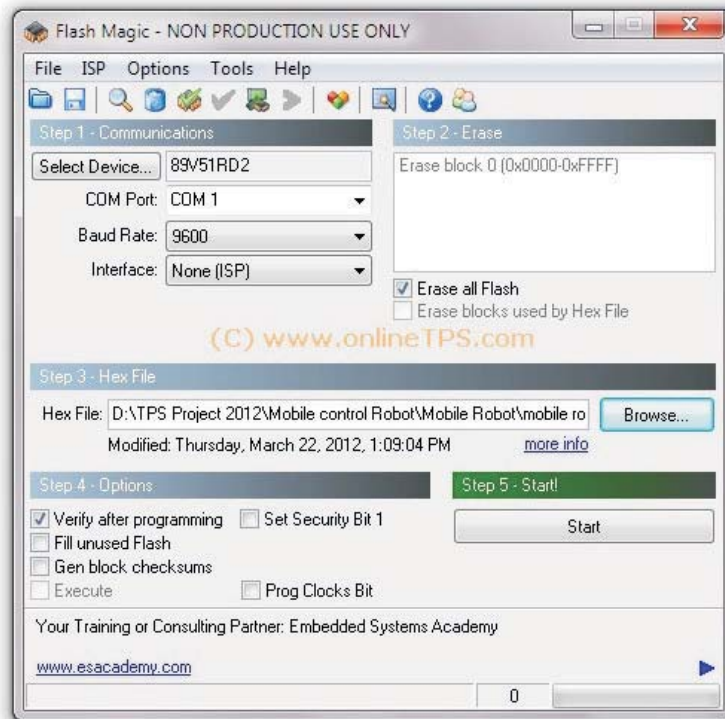 Flash Magic - NON PRODUCTION USE ONLY
File ISP Options Tools Help
Step 1 - Communications
Select Device... 89V51RD2
COM Port: COM 1
Baud Rate: 9600
Interface: None (ISP)
Step 2 - Erase
Erase block 0 (0x0000-0xFFFF)
Erase all Flash
Erase blocks used by Hex File
(C) www.onlineTPS.com
Step 3 - Hex File
Hex File: D:\TPS Project 2012\Mobile control Robot\Mobile Robot\mobile ro Browse...
Modified: Thursday, March 22, 2012, 1:09:04 PM more info
Step 4 - Options
Verify after programming Set Security Bit 1
Fill unused Flash
Gen block checksums
Execute Prog Clocks Bit
Step 5 - Start!
Start
Your Training or Consulting Partner: Embedded Systems Academy
www.esacademy.com
0